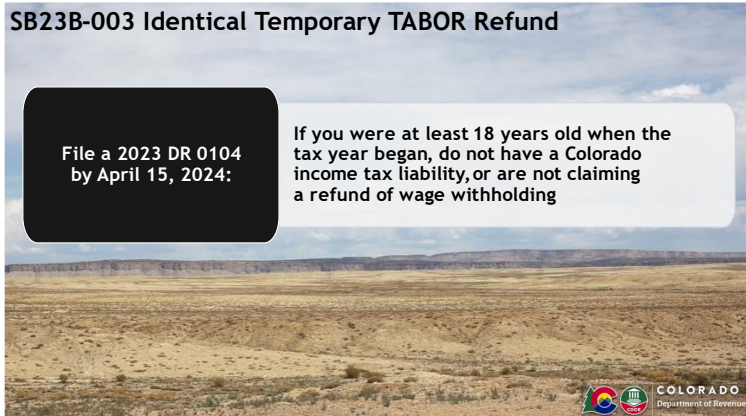 SB23B-003 Identical Temporary TABOR Refund
File a 2023 DR 0104
by April 15, 2024:
If you were at least 18 years old when the
tax year began, do not have a Colorado
income tax liability, or are not claiming
a refund of wage withholding
COLORADO
Department of Revenue
CDOR